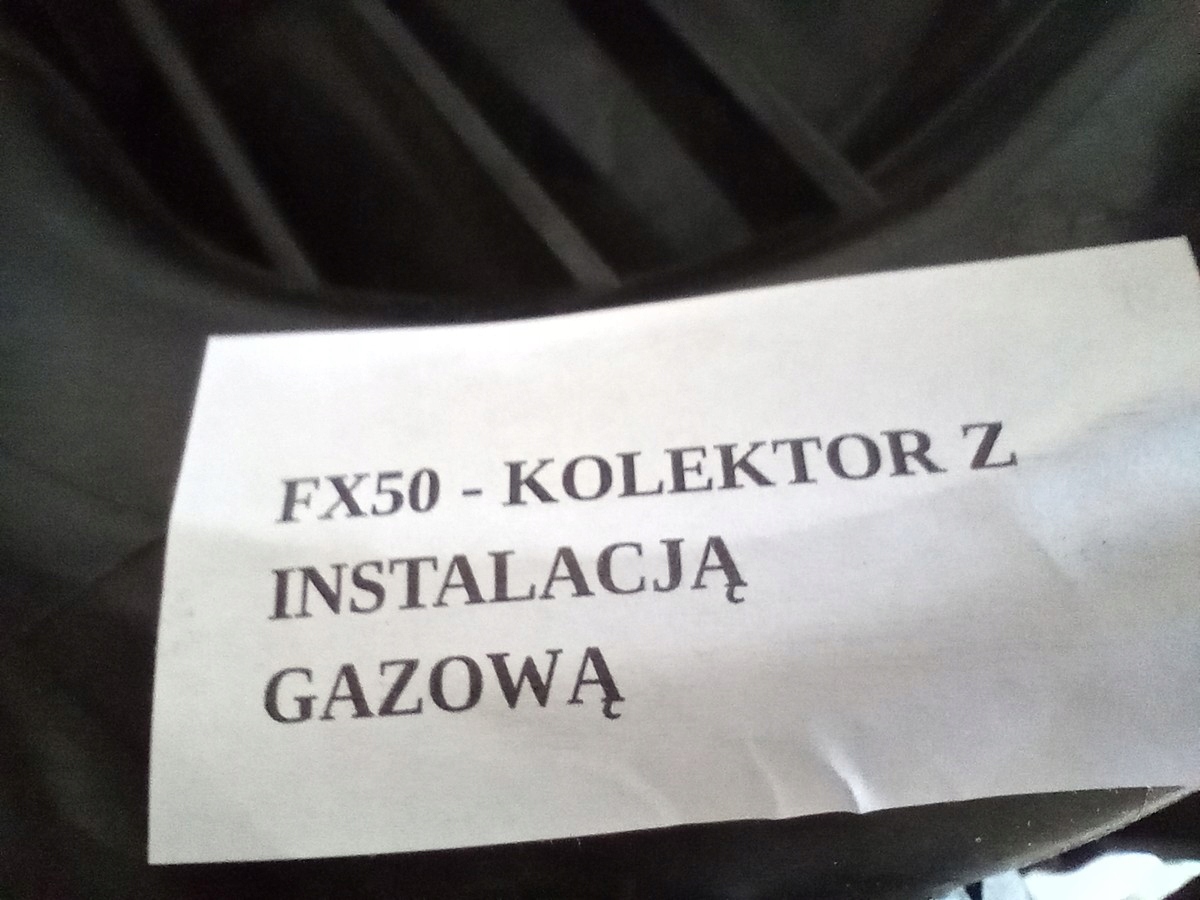 FX50 - KOLEKTOR Z
INSTALACJĄ
GAZOWĄ